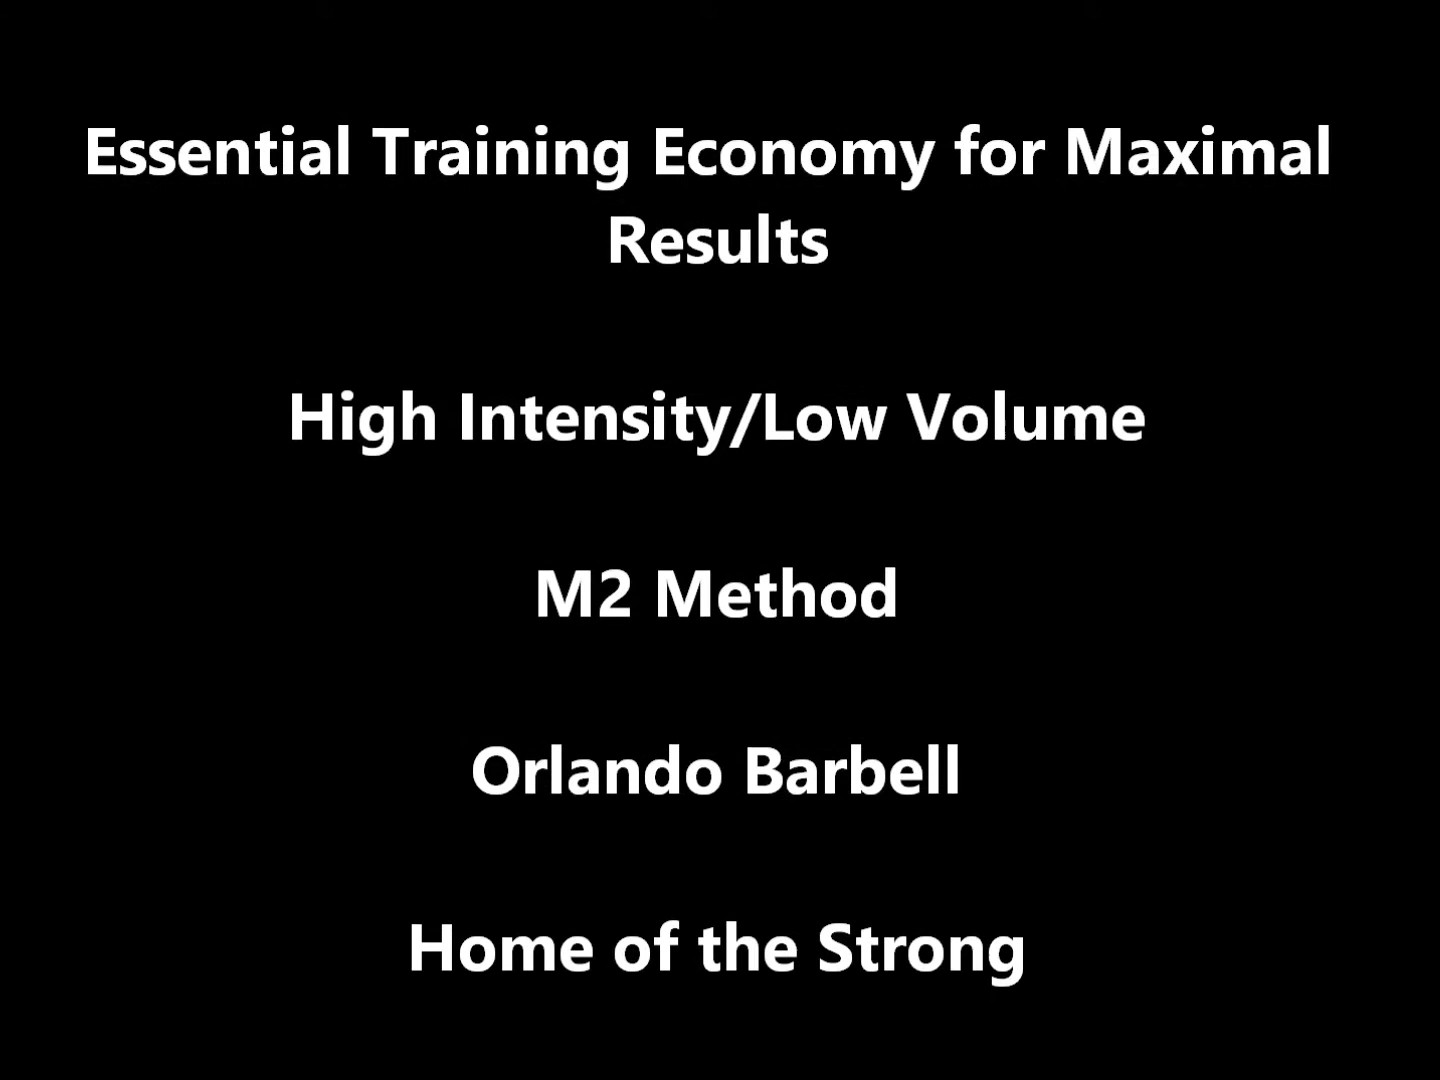 Essential Training Economy for Maximal
Results
High Intensity/Low Volume
M2 Method
Orlando Barbell
Home of the Strong